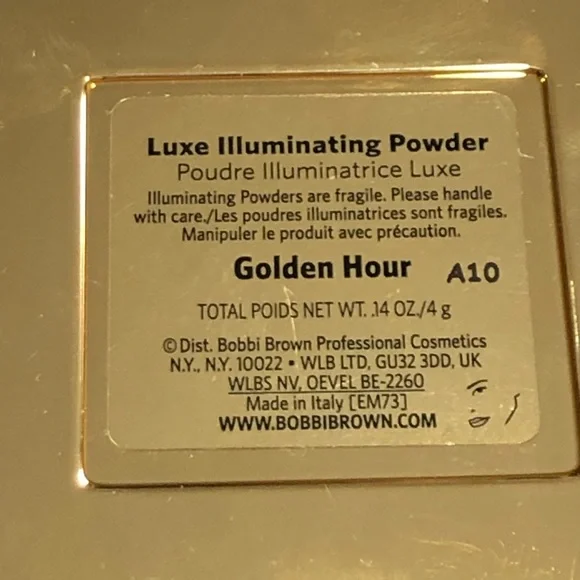 Luxe Illuminating Powder
Poudre Illuminatrice Luxe
Illuminating Powders are fragile. Please handle
with care./Les poudres illuminatrices sont fragiles.
Manipuler le produit avec précaution.
Golden Hour A10
TOTAL POIDS NET WT. .14 OZ./4 g
© Dist. Bobbi Brown Professional Cosmetics
N.Y., N.Y. 10022 • WLB LTD, GU32 3DD, UK
WLBS NV, OEVEL BE-2260
Made in Italy [EM73]
WWW.BOBBIBROWN.COM